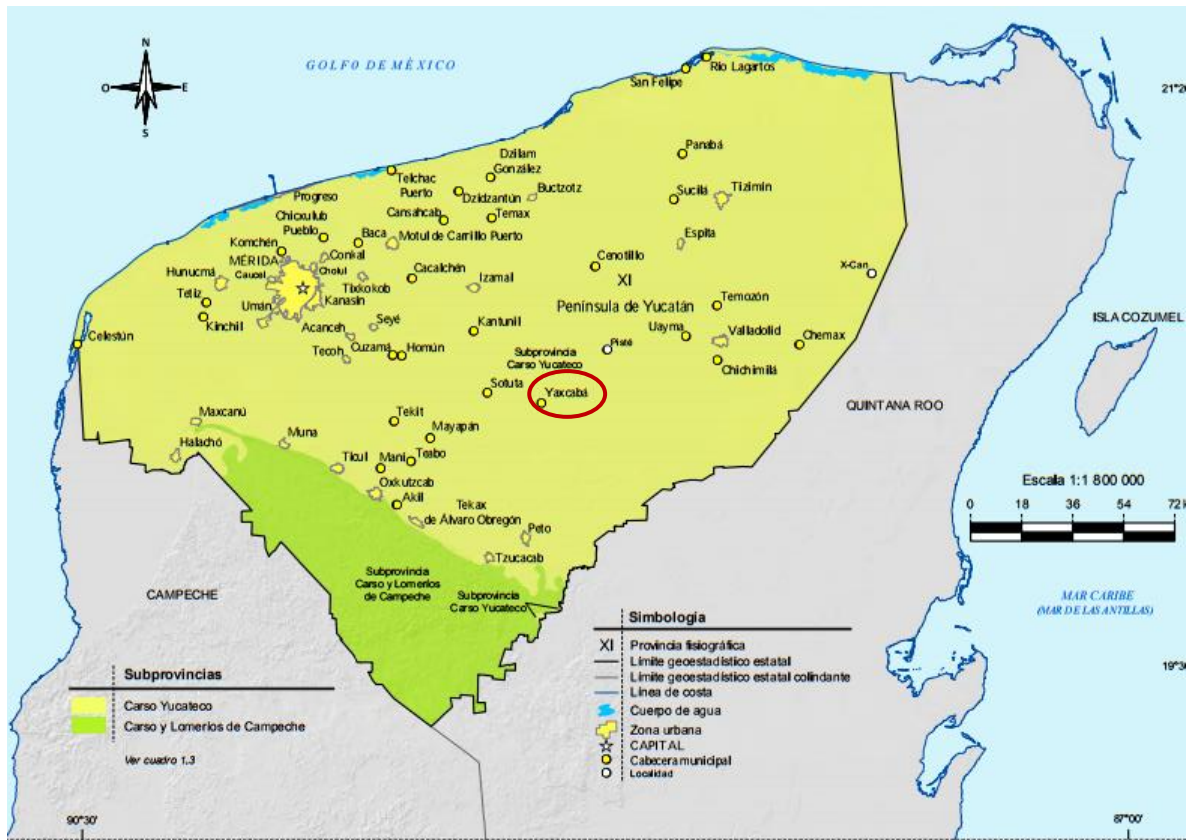 N
O
E
S
GOLFO DE MÉXICO
Río Lagartos
San Felipe
21°20
Panabá
Dzilam
González
Telchac
Puerto
Buctzotz
Tizimín
Sucilá
Progreso
Dzidzantún
Cansahcab
Temax
Chicxulub
Pueblo
Baca
Motul de Carrillo Puerto
Espita
Komchén
Conkal
MÉRIDA
Cholul
Cenotillo
XI
X-Can
Hunucmá
Caucel
Tixkokob
Cacalchén
Izamal
Península de Yucatán
Temozón
Tetiz
Umán
Kanasín
Kinchil
Acanceh
Seyé
Kantunil
Uayma
Valladolid
Chemax
ISLA COZUMEL
Celestún
Tecoh
Cuzamá
Homún
Subprovincia
Carso Yucateco
Pisté
Chichimilá
Sotuta
Yaxcabá
QUINTANA ROO
Maxcanú
Tekit
Mayapán
Halachó
Muna
Ticul
Maní
Teabo
Oxkutzcab
Akil
Tekax
de Álvaro Obregón
Peto
Tzucacab
Escala 1:1 800 000
0 18 36 54 72 k
CAMPECHE
Subprovincia
Carso y Lomeríos
de Campeche
Subprovincia
Carso Yucateco
MAR CARIBE
(MAR DE LAS ANTILLAS)
Simbología
XI Provincia fisiográfica
Límite geoestadístico estatal
Límite geoestadístico estatal colindante
Línea de costa
Cuerpo de agua
Zona urbana
CAPITAL
Cabecera municipal
Localidad
19°30
Subprovincias
Carso Yucateco
Carso y Lomeríos de Campeche
Ver cuadro 1.3
90°30
87°00'